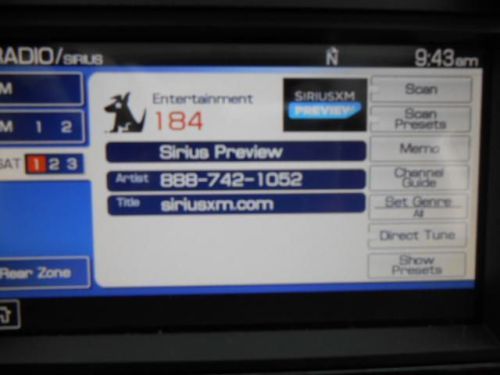 RADIO/SIRIUS
N
9:43am
M
M 1 2
SAT 1 2 3
Rear Zone
Entertainment
184
SIRIUSXM
PREVIEW
Sirius Preview
Artist 888-742-1052
Title siriusxm.com
Scan
Scan
Presets
Memo
Channel
Guide
Set Genre
All
Direct Tune
Show
Presets